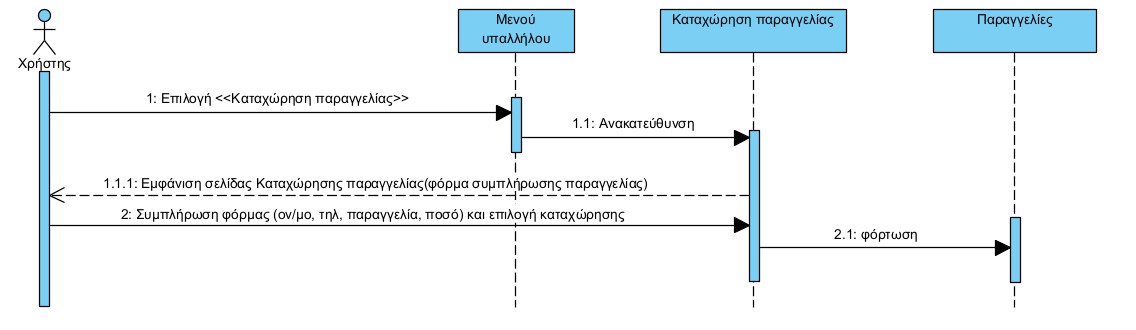 Μενού
υπαλλήλου
Καταχώρηση παραγγελίας
Παραγγελίες
Χρήστης
1: Επιλογή <<Καταχώρηση παραγγελίας>>
1.1: Ανακατεύθυνση
1.1.1: Εμφάνιση σελίδας Καταχώρησης παραγγελίας(φόρμα συμπλήρωσης παραγγελίας)
2: Συμπλήρωση φόρμας (ον/μο, τηλ, παραγγελία, ποσό) και επιλογή καταχώρησης
2.1: φόρτωση